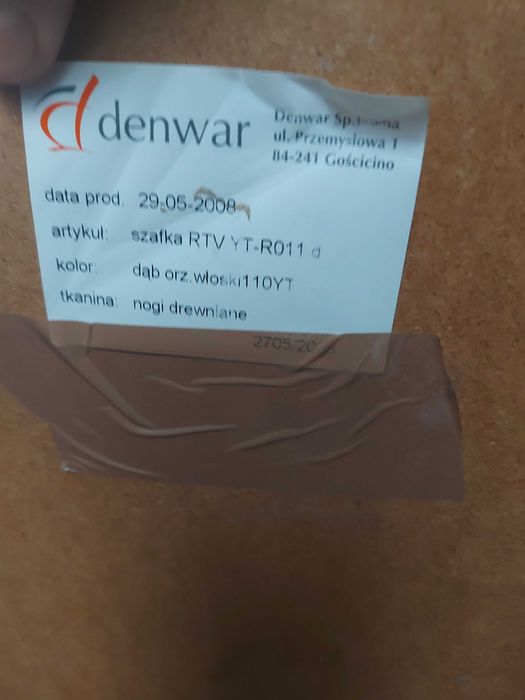 denwar
Denwar Sp.Jawna
ul. Przemysłowa 1
84-241 Gościcino
data prod. 29-05-2008
artykuł: szafka RTV YT-R011 d
kolor: dąb orz.włoski110YT
tkanina: nogi drewniane